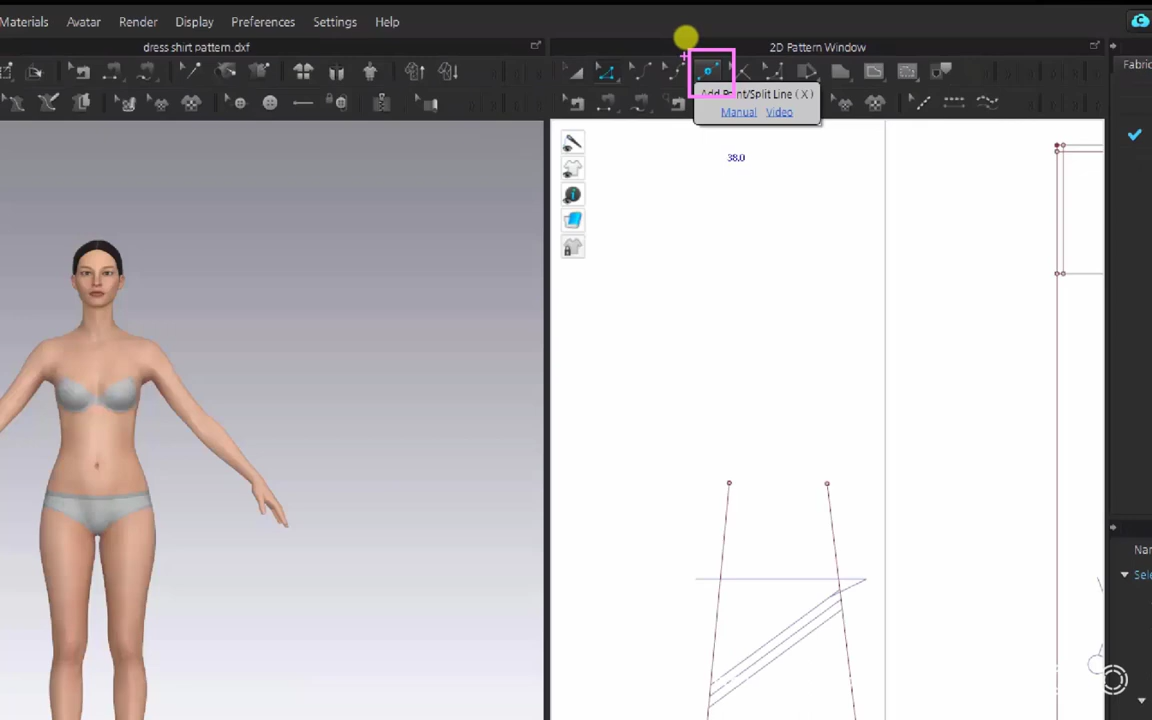 Materials Avatar Render Preferences Settings Help
dress shirt pattern.dxf
2D Pattern Window
Fabric
Add Point/Split Line ( X )
Manual Video
38.0
Nar
Sele